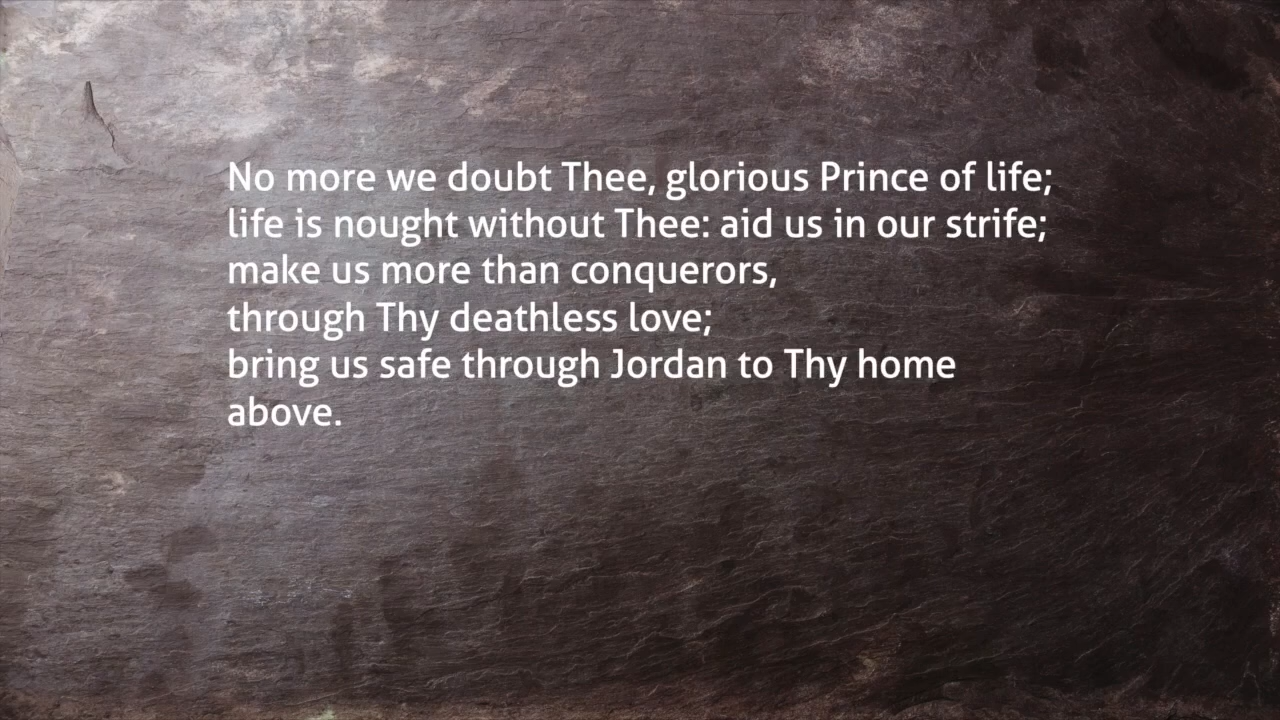 No more we doubt Thee, glorious Prince of life;
life is nought without Thee: aid us in our strife;
make us more than conquerors,
through Thy deathless love;
bring us safe through Jordan to Thy home
above.